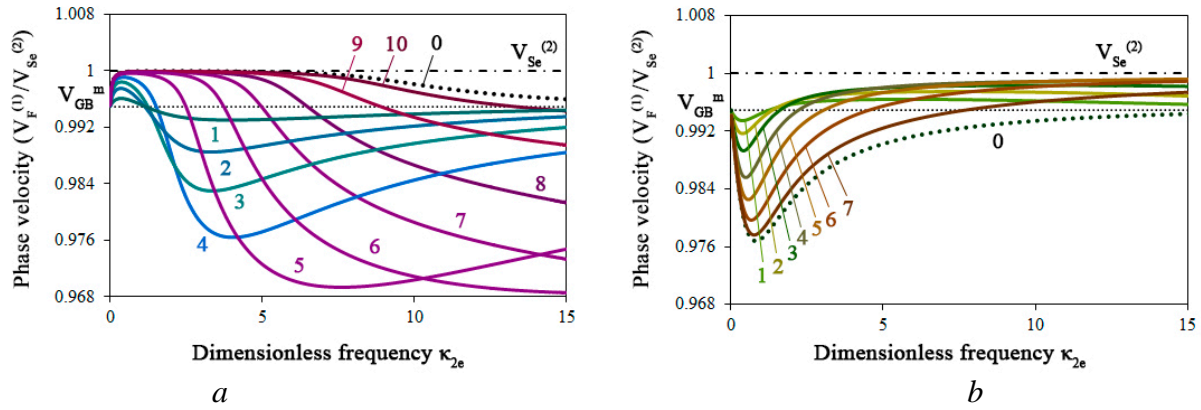 1.008
1
0.992
0.984
0.976
0.968
V_GB^m
Phase velocity (V_F^(1)/V_Se^(2))
9 10 0
V_Se^(2)
1
2
3
4
5
6
7
8
0 5 10 15
Dimensionless frequency κ_2e
a
1.008
1
0.992
0.984
0.976
0.968
V_GB^m
Phase velocity (V_F^(1)/V_Se^(2))
V_Se^(2)
0
1 2 3 4 5 6 7
0 5 10 15
Dimensionless frequency κ_2e
b